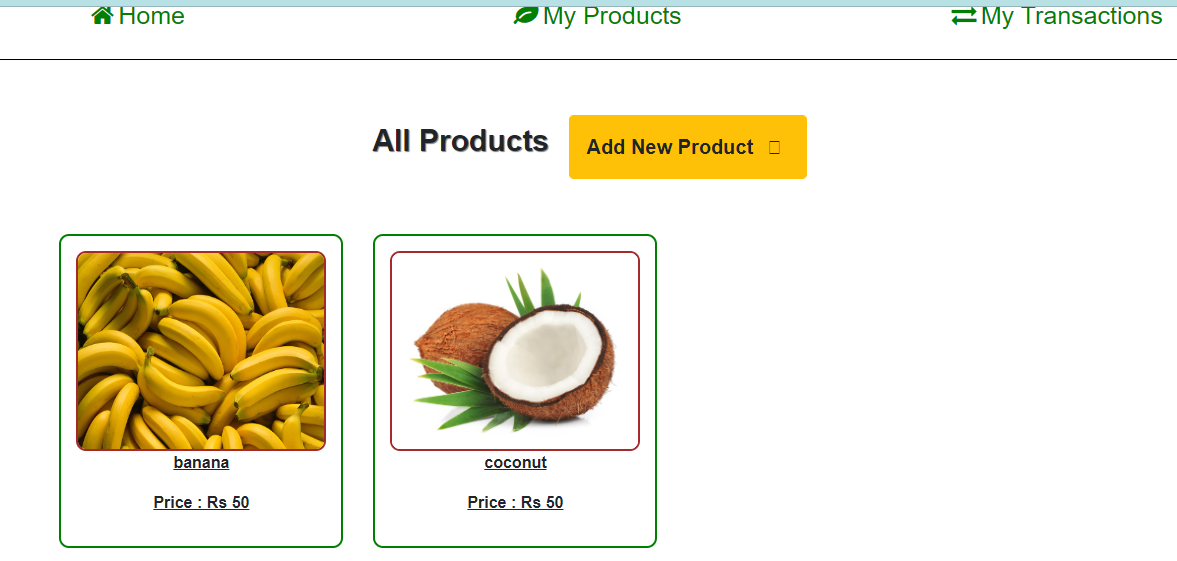 Home My Products My Transactions
All Products Add New Product
banana coconut
Price : Rs 50 Price : Rs 50